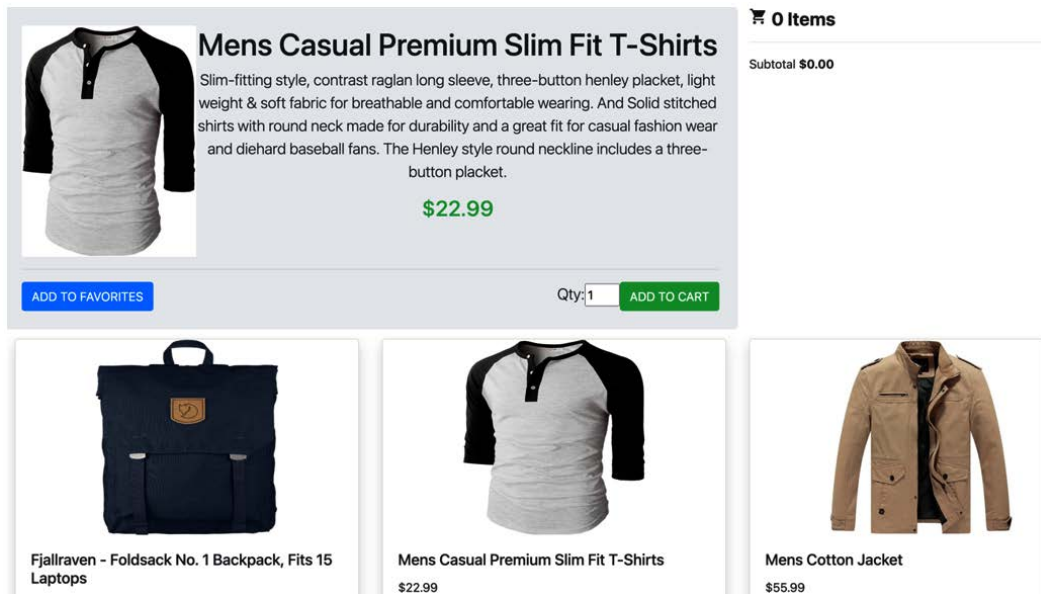 Mens Casual Premium Slim Fit T-Shirts
Slim-fitting style, contrast raglan long sleeve, three-button henley placket, light
weight & soft fabric for breathable and comfortable wearing. And Solid stitched
shirts with round neck made for durability and a great fit for casual fashion wear
and diehard baseball fans. The Henley style round neckline includes a three-
button placket.
$22.99
ADD TO FAVORITES
Qty: 1 ADD TO CART
0 Items
Subtotal $0.00
Fjallraven - Foldsack No. 1 Backpack, Fits 15
Laptops
Mens Casual Premium Slim Fit T-Shirts
$22.99
Mens Cotton Jacket
$55.99